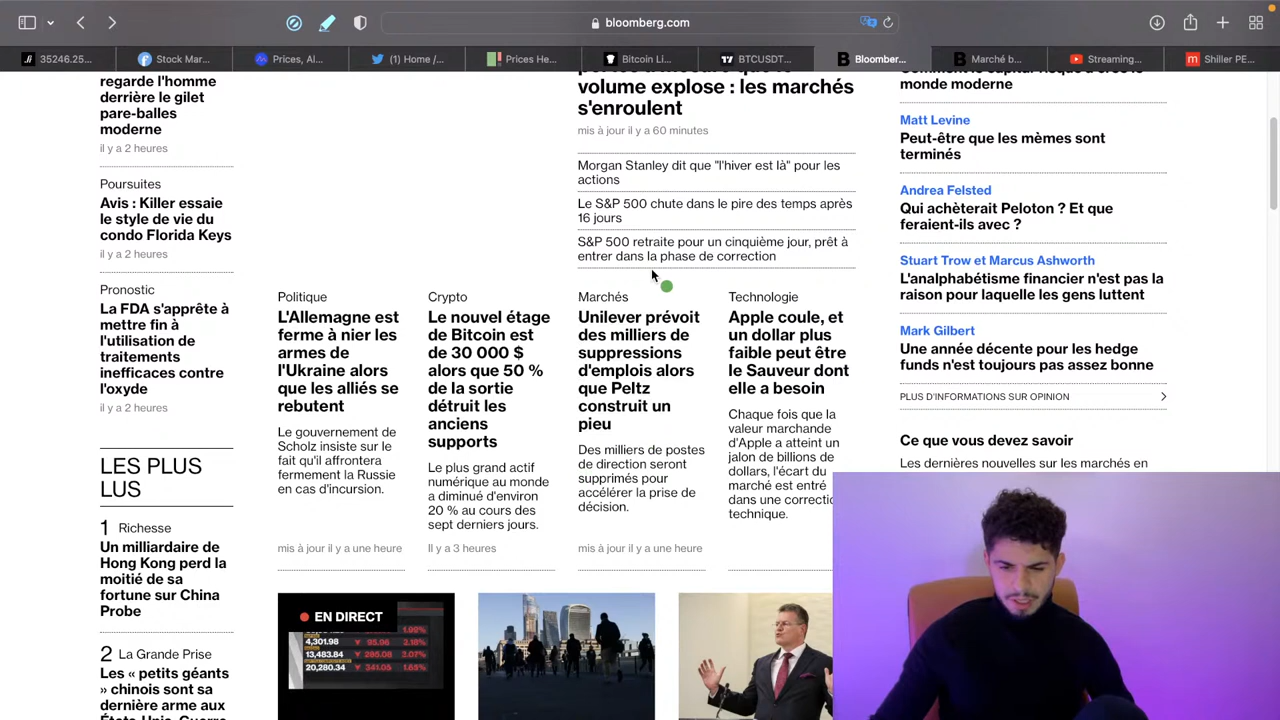 bloomberg.com
35246.25...
Stock Mar...
Prices, Al...
(1) Home /...
Prices He...
Bitcoin Li...
BTCUSDT...
Bloomber...
Marché b...
Streaming...
Shiller PE...
regarde l'homme
derrière le gilet
pare-balles
moderne
il y a 2 heures
Poursuites
Avis : Killer essaie
le style de vie du
condo Florida Keys
il y a 2 heures
Pronostic
La FDA s'apprête à
mettre fin à
l'utilisation de
traitements
inefficaces contre
l'oxyde
il y a 2 heures
LES PLUS
LUS
1 Richesse
Un milliardaire de
Hong Kong perd la
moitié de sa
fortune sur China
Probe
2 La Grande Prise
Les « petits géants
» chinois sont sa
dernière arme aux
volume explose : les marchés
s'enroulent
mis à jour il y a 60 minutes
Morgan Stanley dit que "l'hiver est là" pour les
actions
Le S&P 500 chute dans le pire des temps après
16 jours
S&P 500 retraite pour un cinquième jour, prêt à
entrer dans la phase de correction
Politique
L'Allemagne est
ferme à nier les
armes de
l'Ukraine alors
que les alliés se
rebutent
Le gouvernement de
Scholz insiste sur le
fait qu'il affrontera
fermement la Russie
en cas d'incursion.
mis à jour il y a une heure
Crypto
Le nouvel étage
de Bitcoin est
de 30 000 $
alors que 50 %
de la sortie
détruit les
anciens
supports
Le plus grand actif
numérique au monde
a diminué d'environ
20 % au cours des
sept derniers jours.
Il y a 3 heures
Marchés
Unilever prévoit
des milliers de
suppressions
d'emplois alors
que Peltz
construit un
pieu
Des milliers de postes
de direction seront
supprimés pour
accélérer la prise de
décision.
mis à jour il y a une heure
Technologie
Apple coule, et
un dollar plus
faible peut être
le Sauveur dont
elle a besoin
Chaque fois que la
valeur marchande
d'Apple a atteint un
jalon de billions de
dollars, l'écart du
marché est entré
dans une correctio
technique.
EN DIRECT
4,301.98 95.96 2.18%
13,483.84
20,280.34 341.05
monde moderne
Matt Levine
Peut-être que les mèmes sont
terminés
Andrea Felsted
Qui achèterait Peloton ? Et que
feraient-ils avec ?
Stuart Trow et Marcus Ashworth
L'analphabétisme financier n'est pas la
raison pour laquelle les gens luttent
Mark Gilbert
Une année décente pour les hedge
funds n'est toujours pas assez bonne
PLUS D'INFORMATIONS SUR OPINION
Ce que vous devez savoir
Les dernières nouvelles sur les marchés en